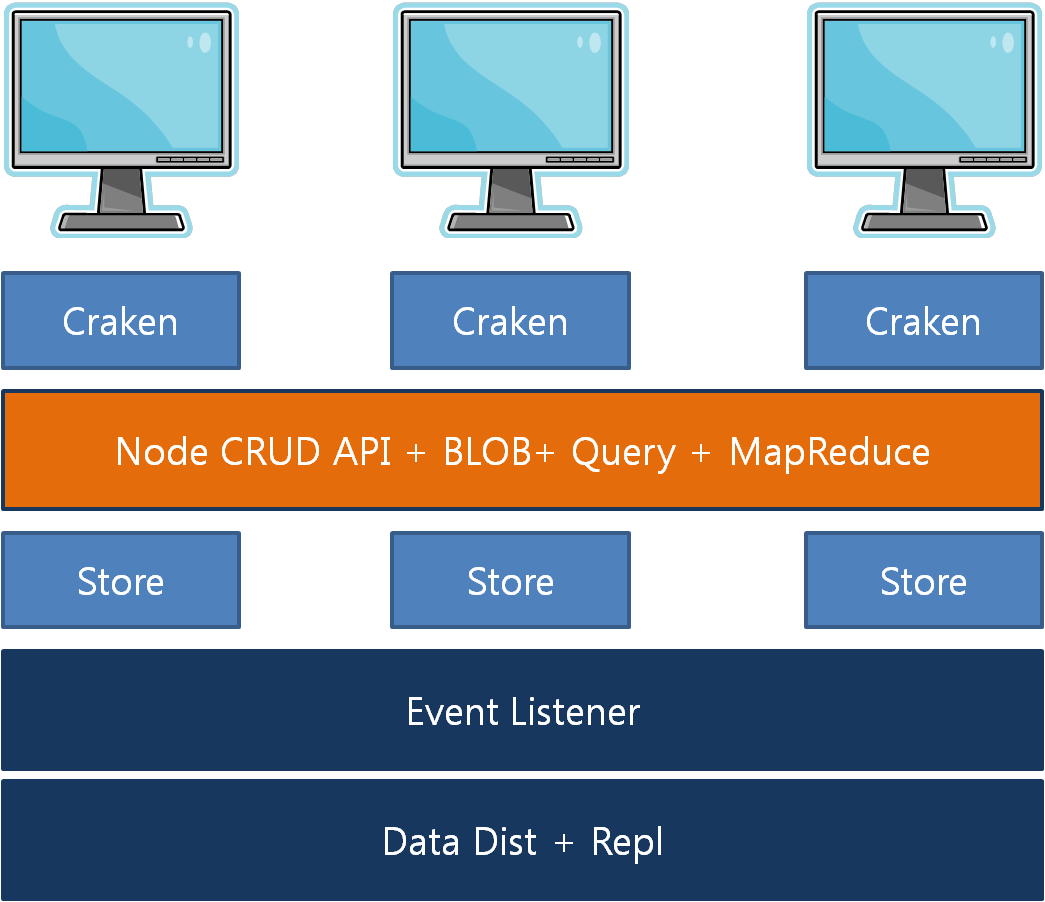 Craken
Craken
Craken
Node CRUD API + BLOB+ Query + MapReduce
Store
Store
Store
Event Listener
Data Dist + Repl